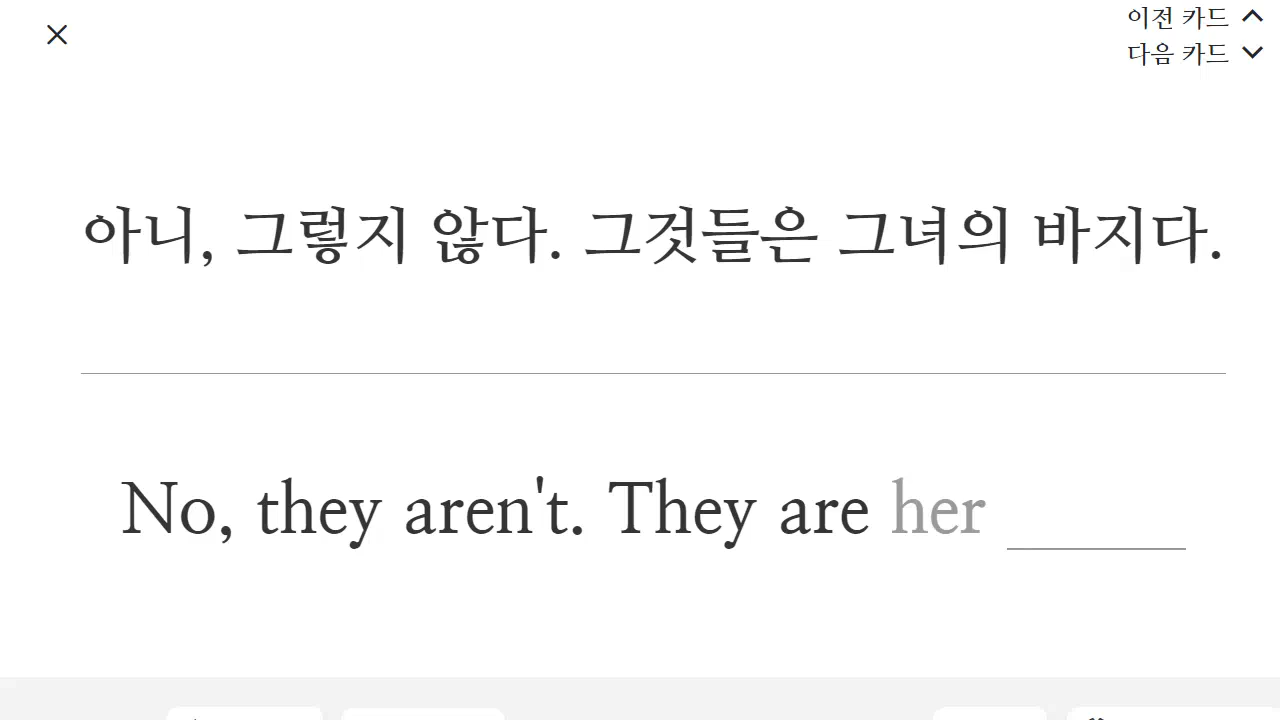 이전 카드
다음 카드
아니, 그렇지 않다. 그것들은 그녀의 바지다.
No, they aren't. They are her